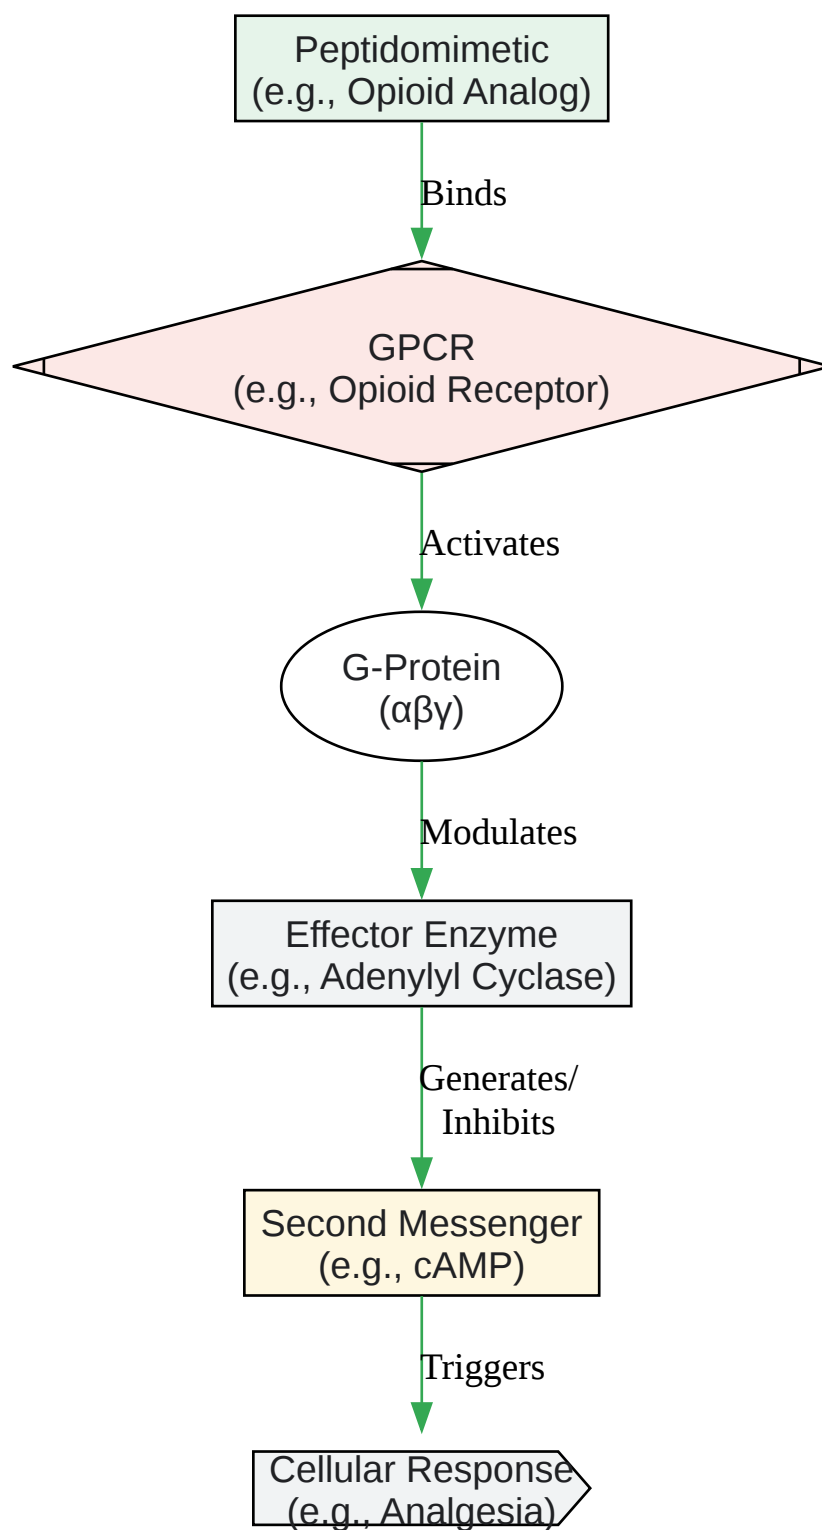 Peptidomimetic
(e.g., Opioid Analog)
Binds
GPCR
(e.g., Opioid Receptor)
Activates
G-Protein
(αβγ)
Modulates
Effector Enzyme
(e.g., Adenylyl Cyclase)
Generates/
Inhibits
Second Messenger
(e.g., cAMP)
Triggers
Cellular Response
(e.g., Analgesia)